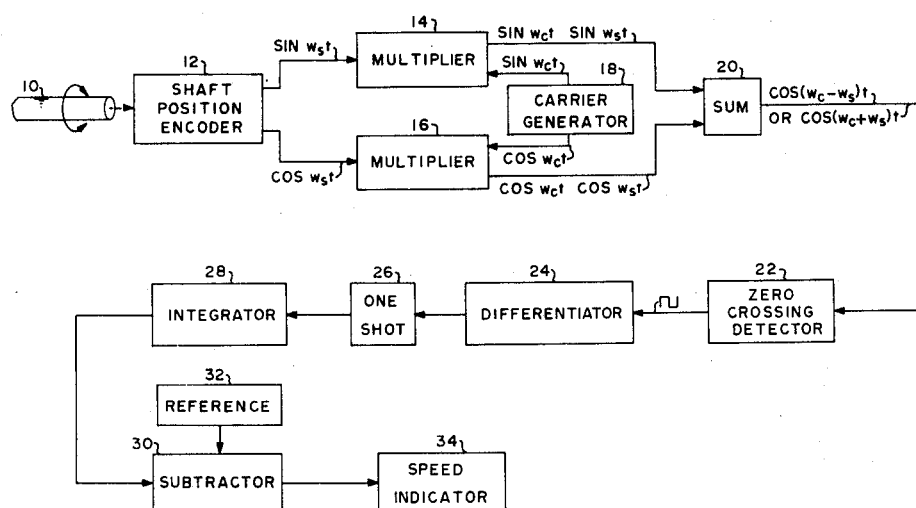 10
12
SHAFT
POSITION
ENCODER
SIN wst
COS wst
14
MULTIPLIER
16
MULTIPLIER
SIN wct SIN wst
SIN wct
18
CARRIER
GENERATOR
COS wct
COS wct COS wst
20
SUM
COS(wc-ws)t
OR COS(wc+ws)t
28
INTEGRATOR
26
ONE
SHOT
24
DIFFERENTIATOR
22
ZERO
CROSSING
DETECTOR
32
REFERENCE
30
SUBTRACTOR
34
SPEED
INDICATOR